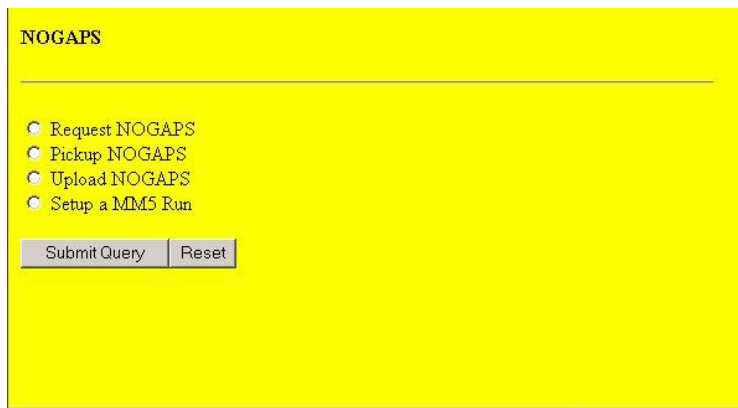 NOGAPS
Request NOGAPS
Pickup NOGAPS
Upload NOGAPS
Setup a MM5 Run
Submit Query Reset